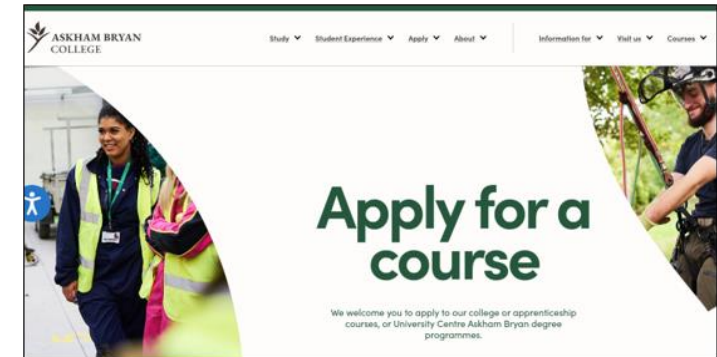 ASKHAM BRYAN
COLLEGE
Study Student Experience Apply About Information for Visit us Courses
Apply for a
course
We welcome you to apply to our college or apprenticeship
courses, or University Centre Askham Bryan degree
programmes.